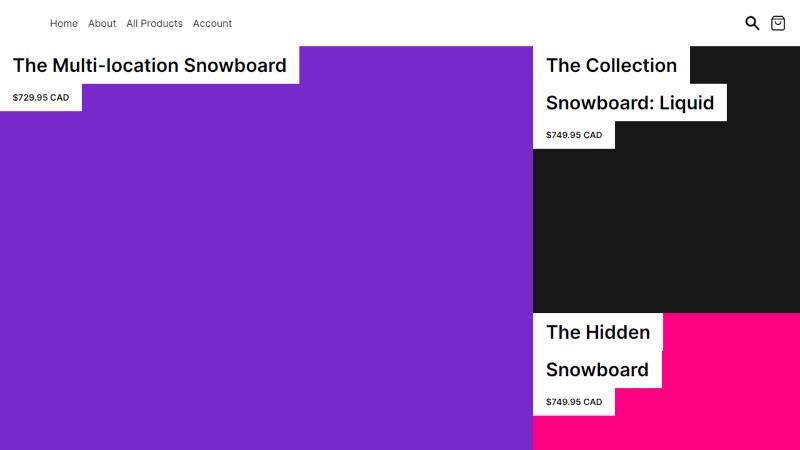 Home About All Products Account
The Multi-location Snowboard
$729.95 CAD
The Collection
Snowboard: Liquid
$749.95 CAD
The Hidden
Snowboard
$749.95 CAD